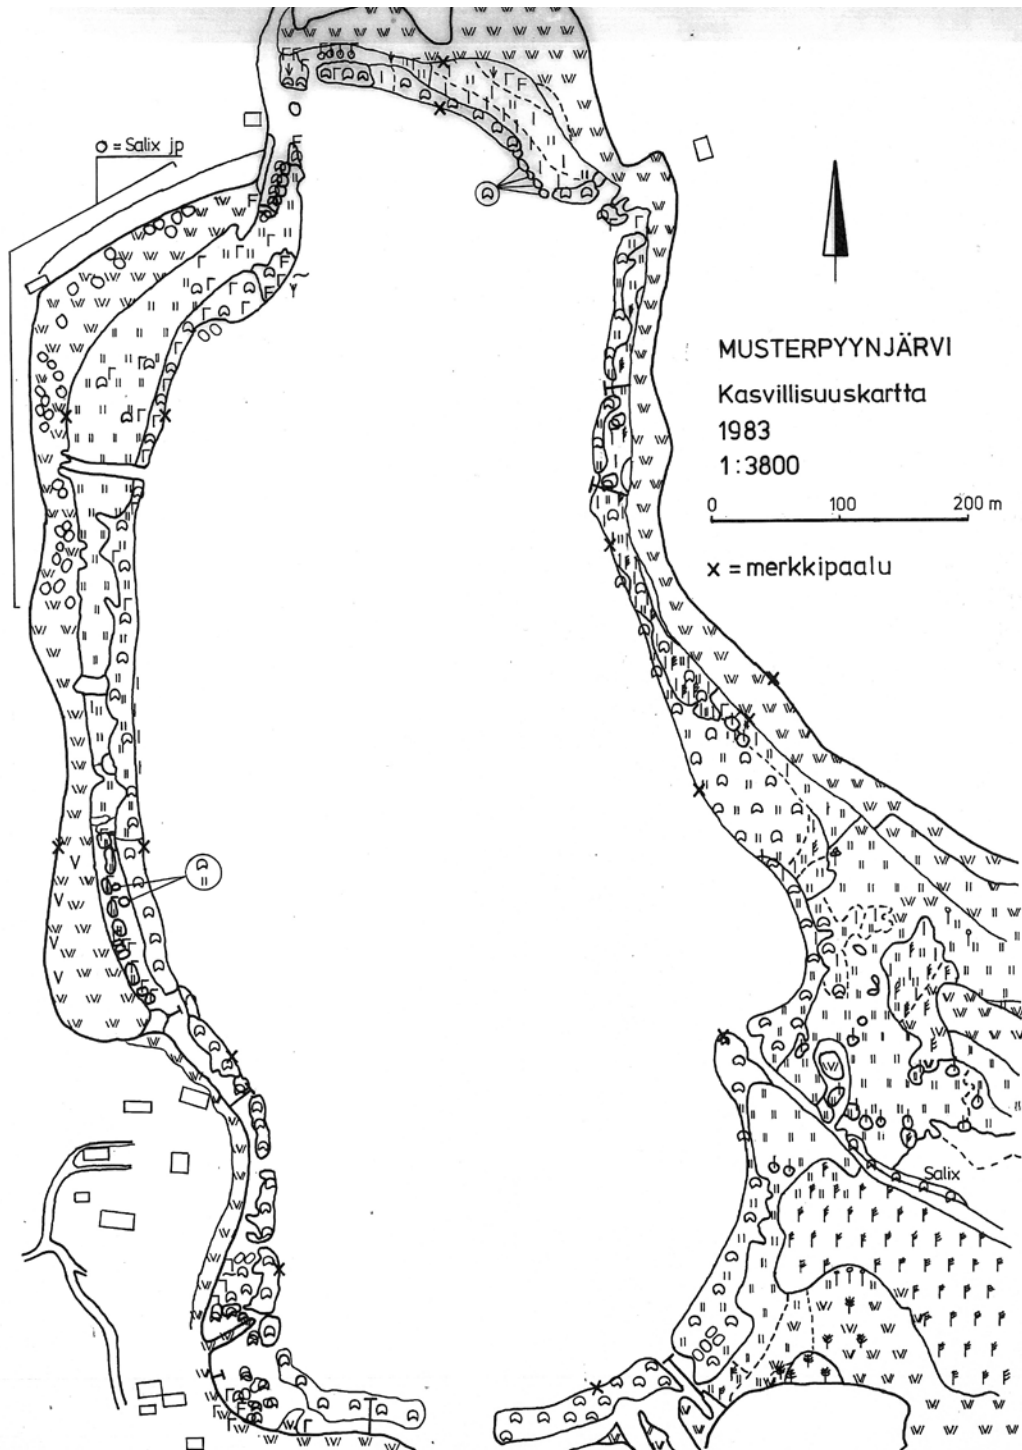 O = Salix jp
MUSTERPYYNJÄRVI
Kasvillisuuskartta
1983
1:3800
0 100 200 m
x = merkkipaalu
Salix